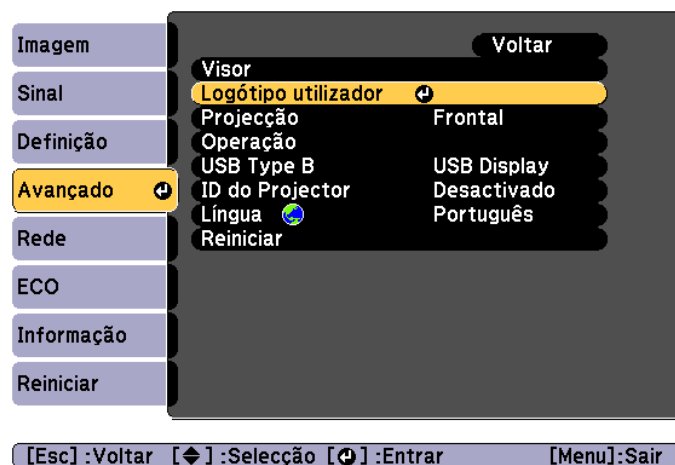 Imagem
Sinal
Definição
Avançado
Rede
ECO
Informação
Reiniciar
Voltar
Visor
Logótipo utilizador
Projecção Frontal
Operação
USB Type B USB Display
ID do Projector Desactivado
Língua Português
Reiniciar
[Esc] :Voltar [◆] :Selecção [⏎] :Entrar [Menu]:Sair